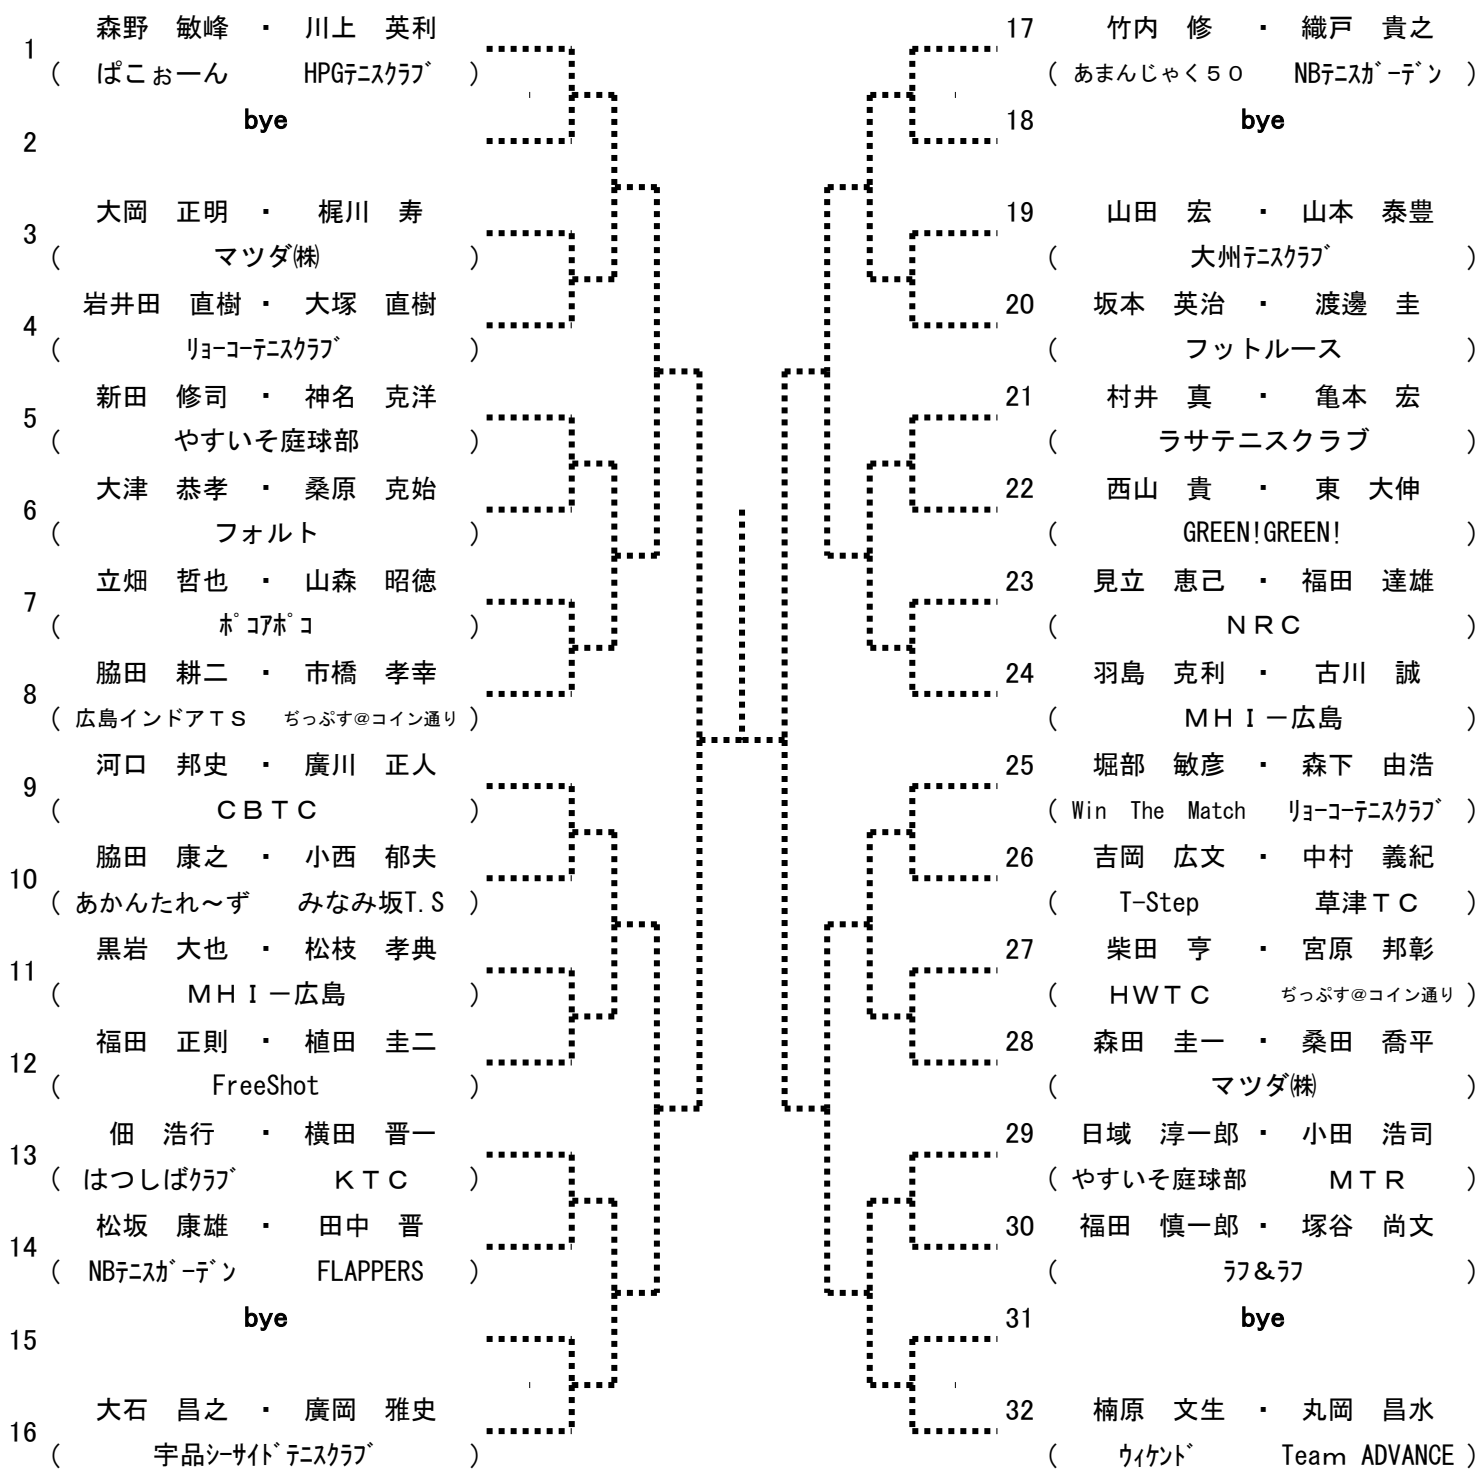 1 森野　敏峰　・　川上　英利
（ ぱこぉーん　HPGﾃﾆｽｸﾗﾌﾞ ）
2 bye
3 大岡　正明　・　梶川　寿
（ マツダ㈱ ）
4 岩井田　直樹　・　大塚　直樹
（ ﾘｮｰｺｰﾃﾆｽｸﾗﾌﾞ ）
5 新田　修司　・　神名　克洋
（ やすいそ庭球部 ）
6 大津　恭孝　・　桑原　克始
（ フォルト ）
7 立畑　哲也　・　山森　昭徳
（ ﾎﾟｺｱﾎﾟｺ ）
8 脇田　耕二　・　市橋　孝幸
（ 広島インドアＴＳ　ぢっぷす@コイン通り ）
9 河口　邦史　・　廣川　正人
（ ＣＢＴＣ ）
10 脇田　康之　・　小西　郁夫
（ あかんたれ～ず　みなみ坂T.S ）
11 黒岩　大也　・　松枝　孝典
（ ＭＨＩ－広島 ）
12 福田　正則　・　植田　圭二
（ FreeShot ）
13 佃　浩行　・　横田　晋一
（ はつしばｸﾗﾌﾞ　ＫＴＣ ）
14 松坂　康雄　・　田中　晋
（ NBﾃﾆｽｶﾞｰﾃﾞﾝ　FLAPPERS ）
15 bye
16 大石　昌之　・　廣岡　雅史
（ 宇品ｼｰｻｲﾄﾞﾃﾆｽｸﾗﾌﾞ ）
17 竹内　修　・　織戸　貴之
（ あまんじゃく５０　NBﾃﾆｽｶﾞｰﾃﾞﾝ ）
18 bye
19 山田　宏　・　山本　泰豊
（ 大州ﾃﾆｽｸﾗﾌﾞ ）
20 坂本　英治　・　渡邊　圭
（ フットルース ）
21 村井　真　・　亀本　宏
（ ラサテニスクラブ ）
22 西山　貴　・　東　大伸
（ GREEN!GREEN! ）
23 見立　恵己　・　福田　達雄
（ ＮＲＣ ）
24 羽島　克利　・　古川　誠
（ ＭＨＩ－広島 ）
25 堀部　敏彦　・　森下　由浩
（ Win The Match　ﾘｮｰｺｰﾃﾆｽｸﾗﾌﾞ ）
26 吉岡　広文　・　中村　義紀
（ T-Step　草津ＴＣ ）
27 柴田　亨　・　宮原　邦彰
（ ＨＷＴＣ　ぢっぷす@コイン通り ）
28 森田　圭一　・　桑田　喬平
（ マツダ㈱ ）
29 日域　淳一郎　・　小田　浩司
（ やすいそ庭球部　ＭＴＲ ）
30 福田　慎一郎　・　塚谷　尚文
（ ﾗﾌ＆ﾗﾌ ）
31 bye
32 楠原　文生　・　丸岡　昌水
（ ｳｨｹﾝﾄﾞ　Team ADVANCE ）